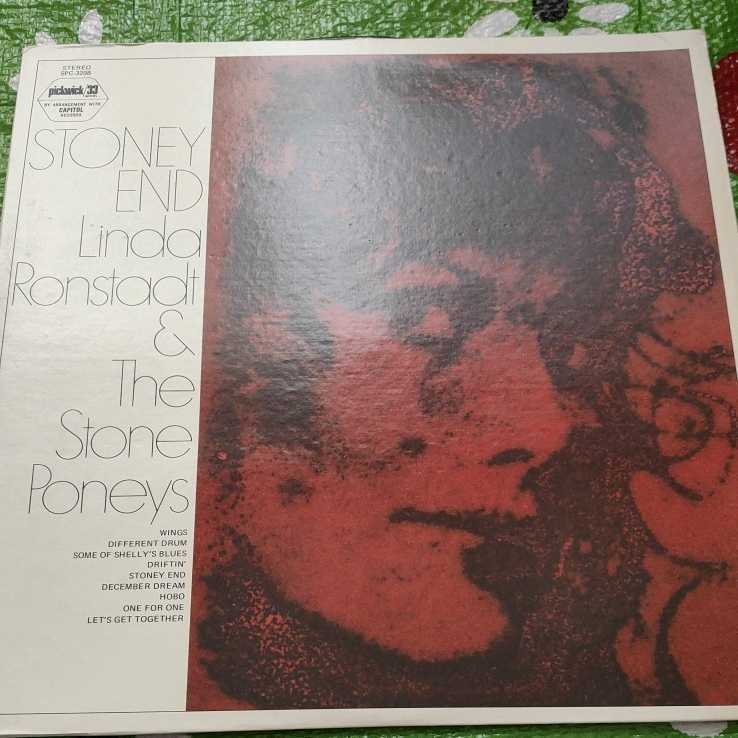 STEREO
SPC-3298
pickwick/33
BY ARRANGEMENT WITH
CAPITOL
RECORDS
STONEY
END
Linda
Ronstadt
&
The
Stone
Poneys
WINGS
DIFFERENT DRUM
SOME OF SHELLY'S BLUES
DRIFTIN'
STONEY END
DECEMBER DREAM
HOBO
ONE FOR ONE
LET'S GET TOGETHER